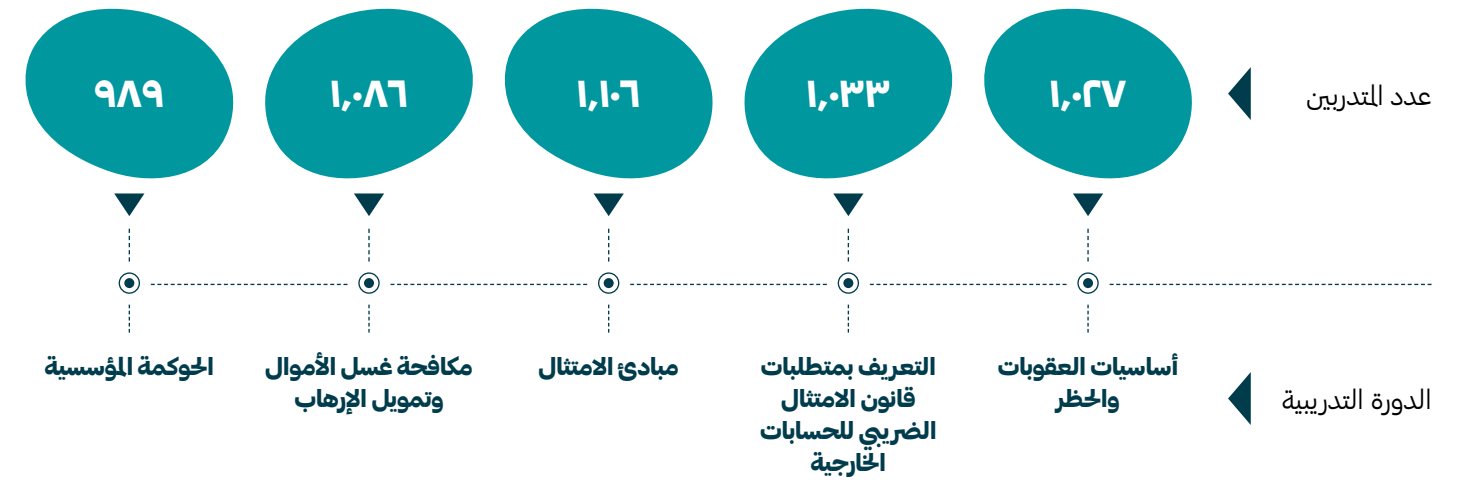 عدد المتدربين
١,٠٢٧
١,٠٣٣
١,١٠٦
١,٠٨٦
٩٨٩
الدورة التدريبية
أساسيات العقوبات
والحظر
التعريف بمتطلبات
قانون الامتثال
الضريبي للحسابات
الخارجية
مبادئ الامتثال
مكافحة غسل الأموال
وتمويل الإرهاب
الحوكمة المؤسسية